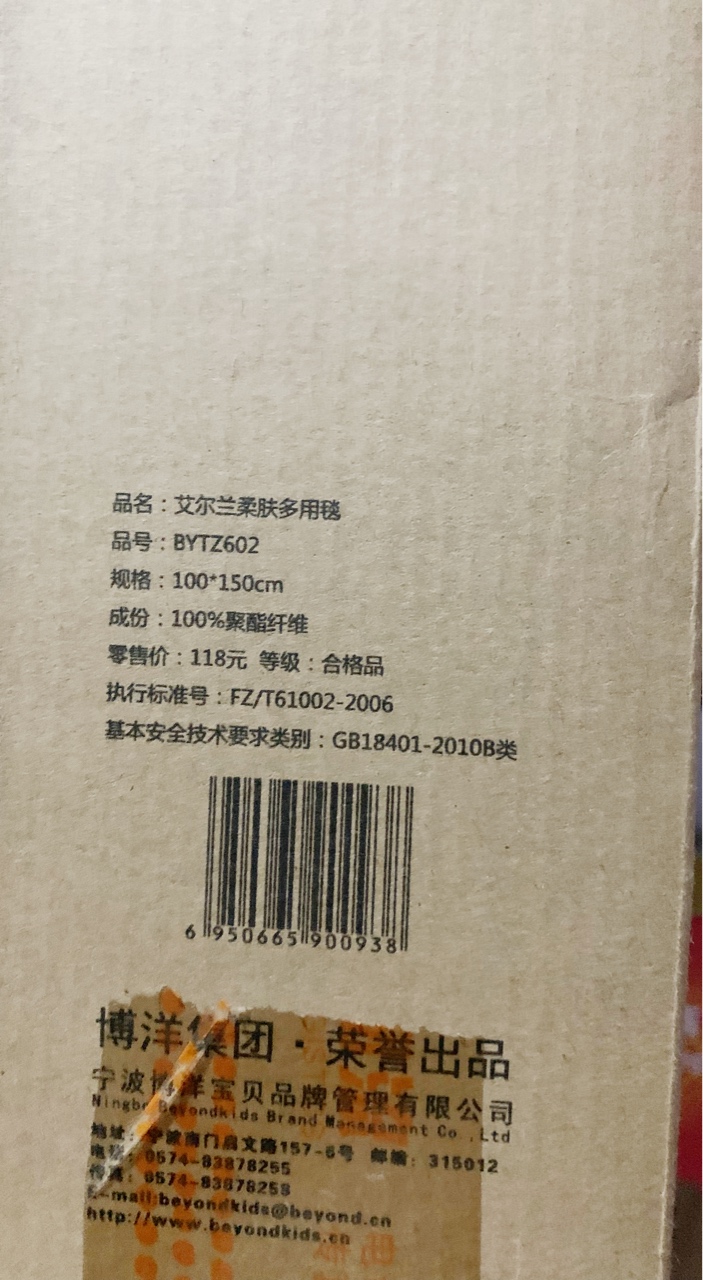 品名：艾尔兰柔肤多用毯
品号：BYTZ602
规格：100*150cm
成份：100%聚酯纤维
零售价：118元 等级：合格品
执行标准号：FZ/T61002-2006
基本安全技术要求类别：GB18401-2010B类
6 950665 900938
博洋集团·荣誉出品
宁波博洋宝贝品牌管理有限公司
Ningbo Beyondkids Brand Management Co.,Ltd
地址：宁波南门启文路157-6号 邮编：315012
电话：0574-83878255
传真：0574-83878258
E-mail:beyondkids@beyond.cn
http://www.beyondkids.cn